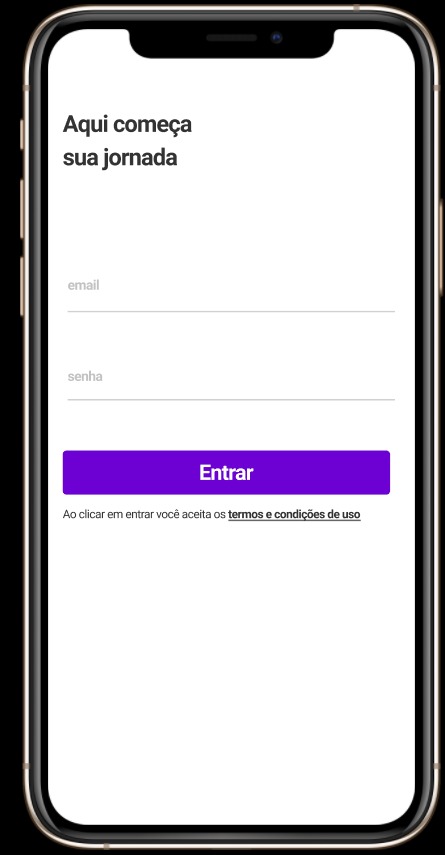 Aqui começa
sua jornada
email
senha
Entrar
Ao clicar em entrar você aceita os termos e condições de uso